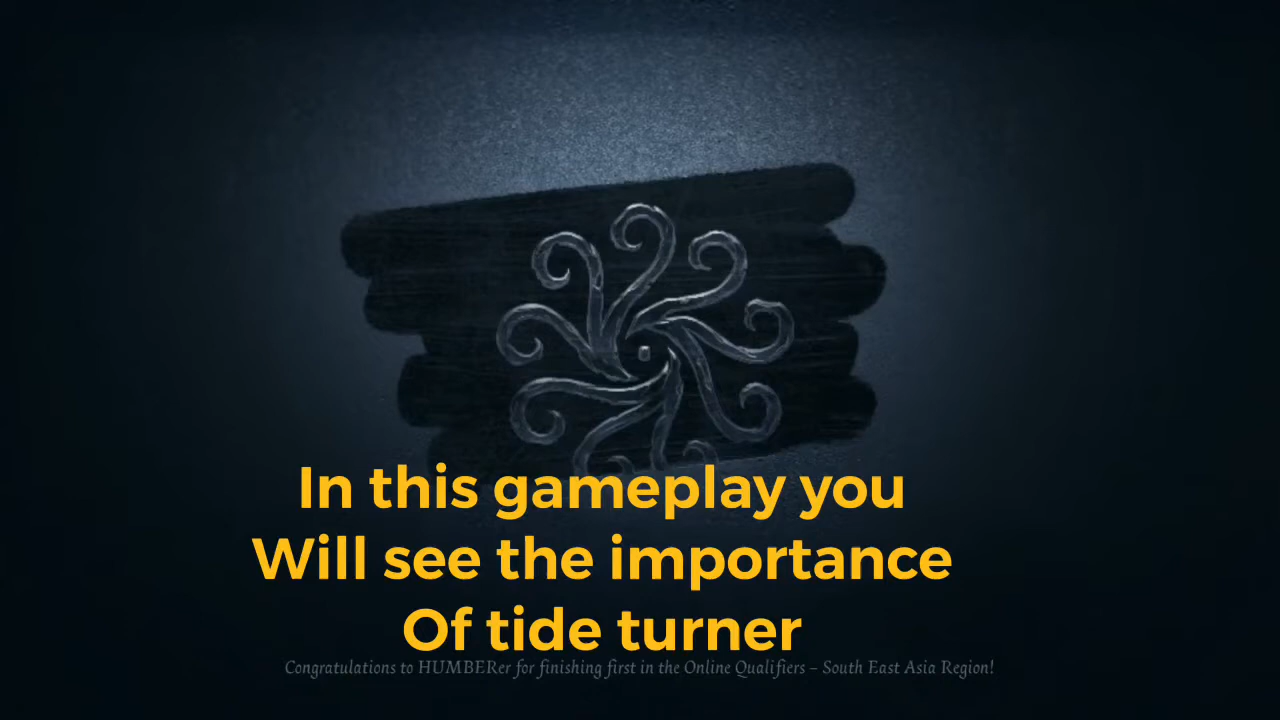 In this gameplay you
Will see the importance
Of tide turner
Congratulations to HUMBERer for finishing first in the Online Qualifiers – South East Asia Region!